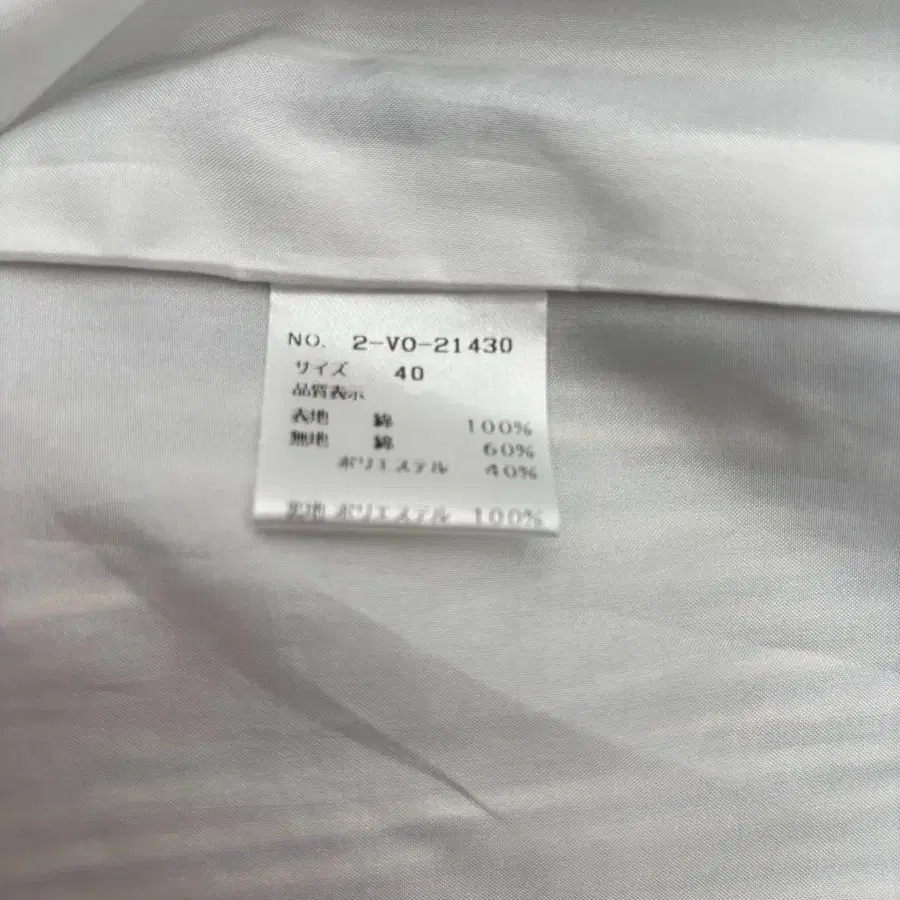 NO. 2-VO-21430
サイズ 40
品質表示
表地 綿 100%
無地 綿 60%
ポリエステル 40%
裏地 ポリエステル 100%